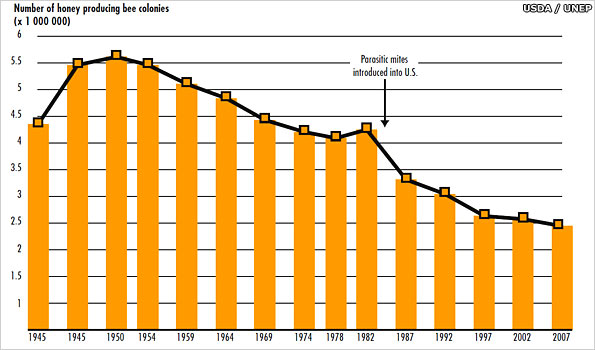 Number of honey producing bee colonies
(x 1 000 000)
USDA / UNEP
6
Parasitic mites
introduced into U.S.
5.5
5
4.5
4
3.5
3
2.5
2
1.5
1
1945 1945 1950 1954 1959 1964 1969 1974 1978 1982 1987 1992 1997 2002 2007